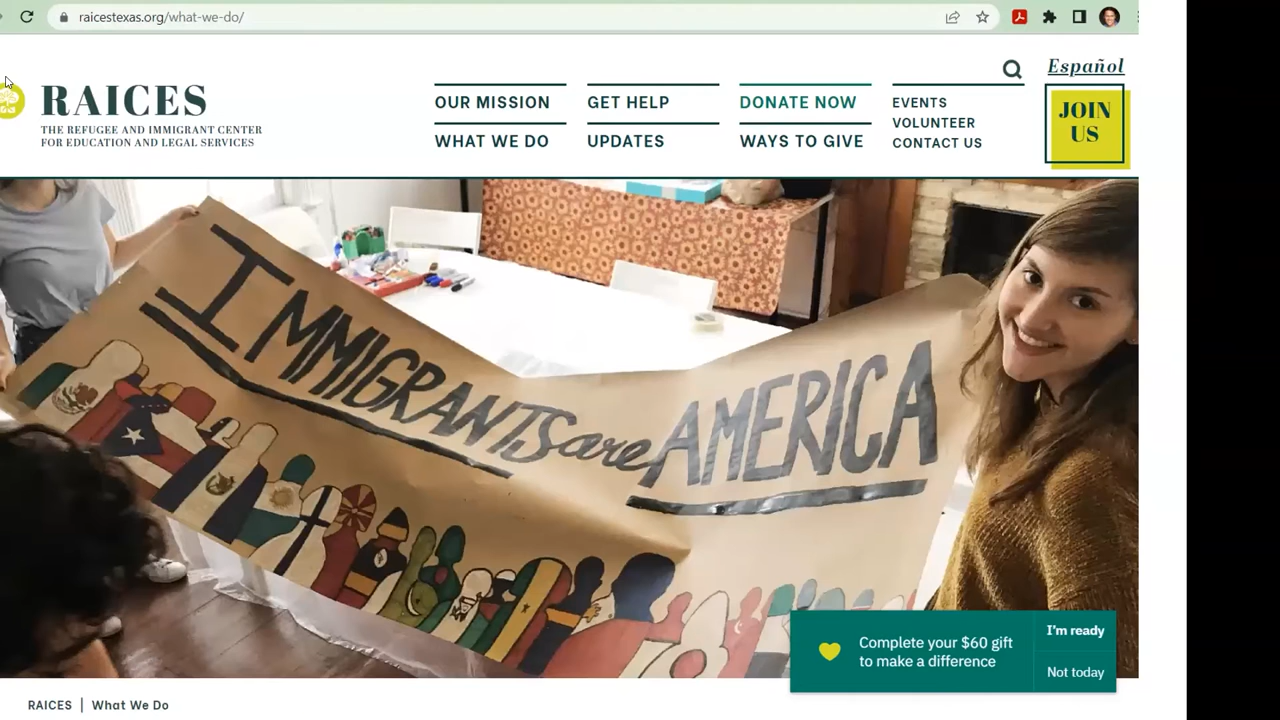 raicestexas.org/what-we-do/
Español
RAICES
THE REFUGEE AND IMMIGRANT CENTER
FOR EDUCATION AND LEGAL SERVICES
OUR MISSION
WHAT WE DO
GET HELP
UPDATES
DONATE NOW
WAYS TO GIVE
EVENTS
VOLUNTEER
CONTACT US
JOIN
US
IMMIGRANTS are AMERICA
Complete your $60 gift
to make a difference
I'm ready
Not today
RAICES | What We Do